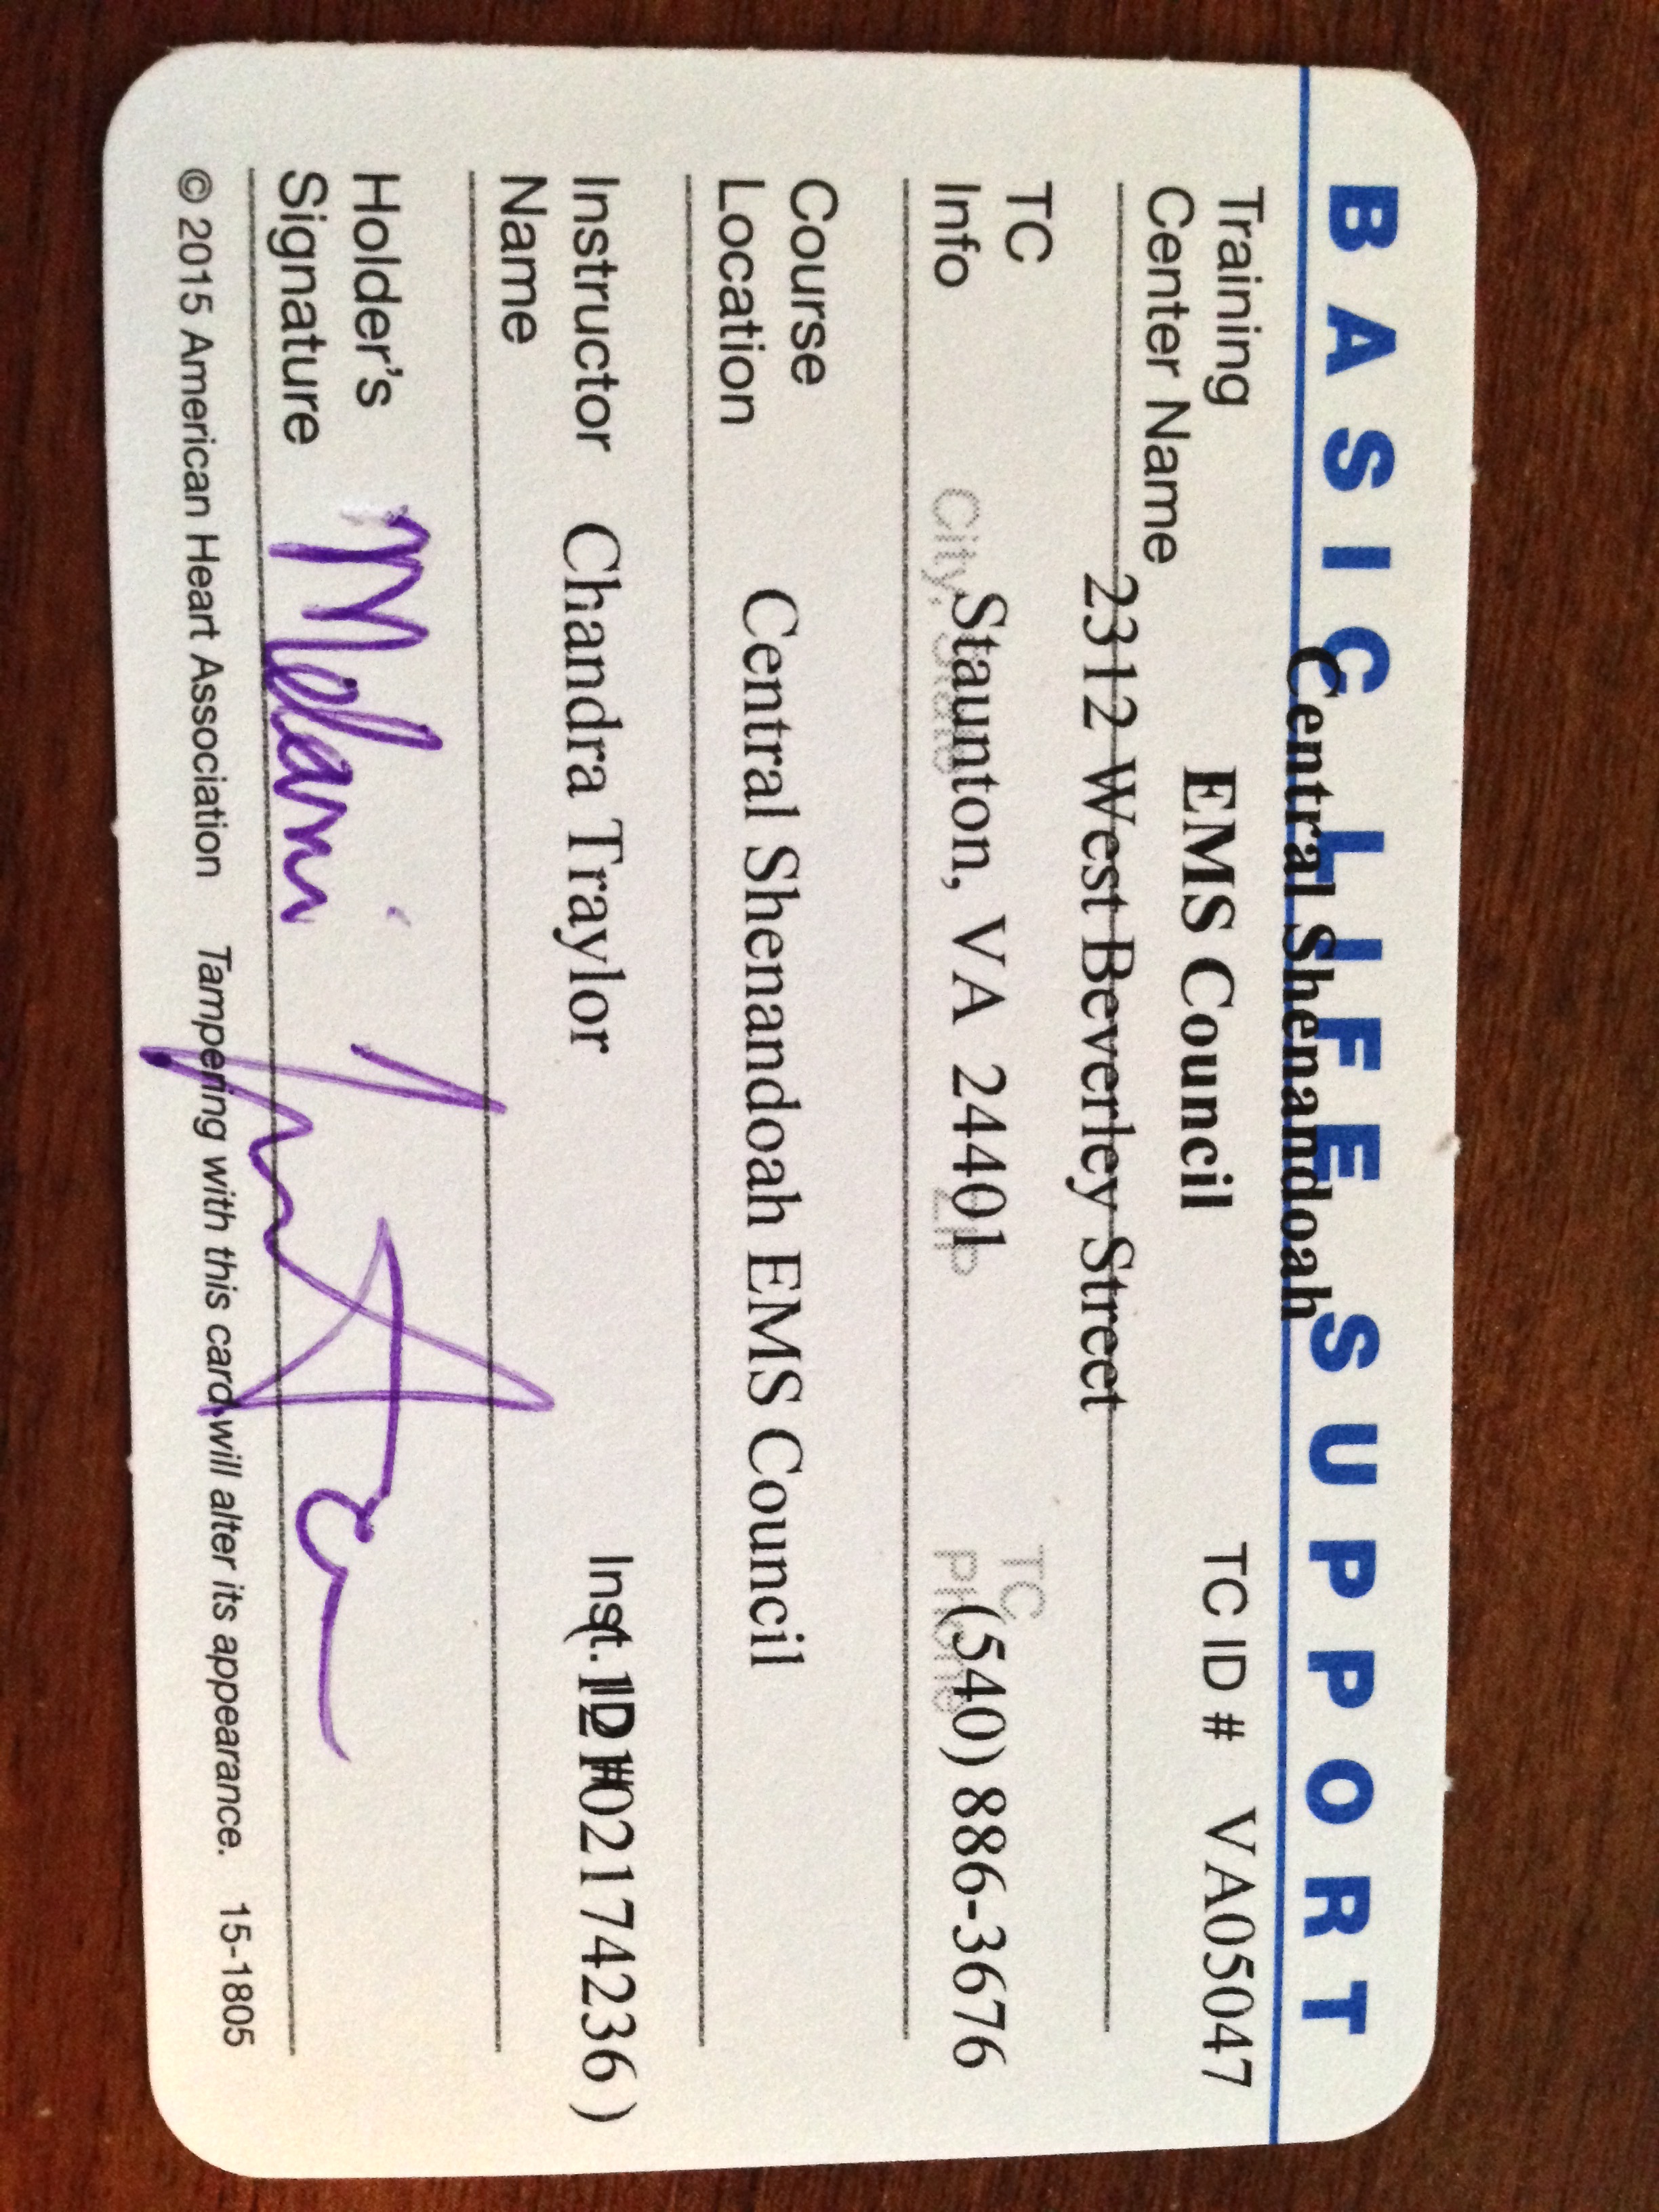 BASIC LIFE SUPPORT
Central Shenandoah
Training
Center Name EMS Council TC ID # VA05047
2312 West Beverley Street
TC
Info City, State Staunton, VA 24401 ZIP TC Phone (540) 886-3676
Course
Location Central Shenandoah EMS Council
Instructor
Name Chandra Traylor Inst. ID # 02174236)
Holder's
Signature
© 2015 American Heart Association Tampering with this card will alter its appearance. 15-1805